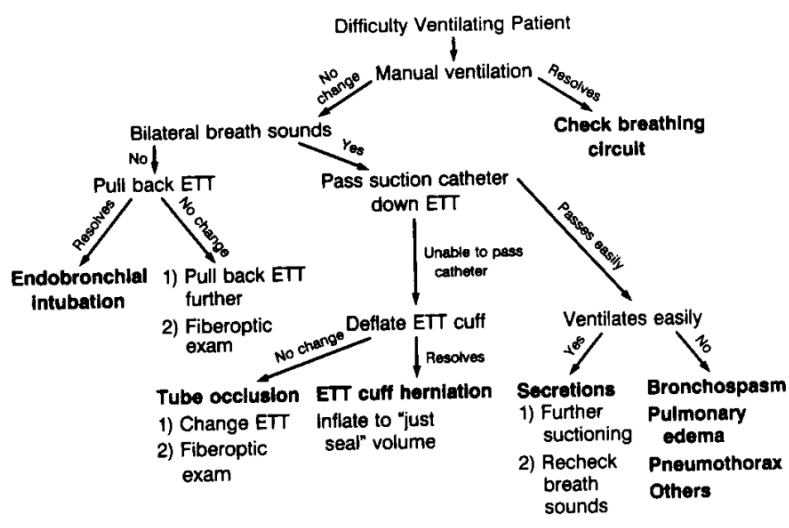 Difficulty Ventilating Patient
No change
Manual ventilation
Resolves
Bilateral breath sounds
Check breathing
circuit
No
Yes
Pull back ETT
Pass suction catheter
down ETT
Resolves
No change
Unable to pass
catheter
Passes easily
Endobronchial
intubation
1) Pull back ETT
further
2) Fiberoptic
exam
Deflate ETT cuff
Ventilates easily
No change
Resolves
Yes
No
Tube occlusion
1) Change ETT
2) Fiberoptic
exam
ETT cuff herniation
Inflate to "just
seal" volume
Secretions
1) Further
suctioning
2) Recheck
breath
sounds
Bronchospasm
Pulmonary
edema
Pneumothorax
Others